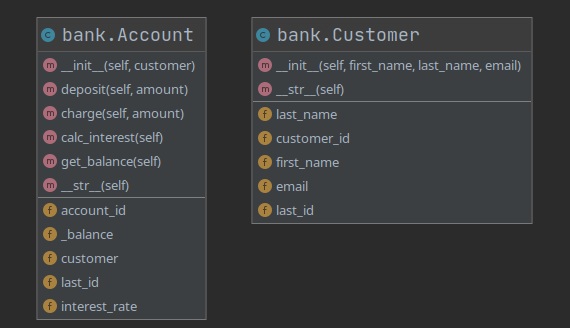 C bank.Account
m __init__(self, customer)
m deposit(self, amount)
m charge(self, amount)
m calc_interest(self)
m get_balance(self)
m __str__(self)
f account_id
f _balance
f customer
f last_id
f interest_rate
C bank.Customer
m __init__(self, first_name, last_name, email)
m __str__(self)
f last_name
f customer_id
f first_name
f email
f last_id